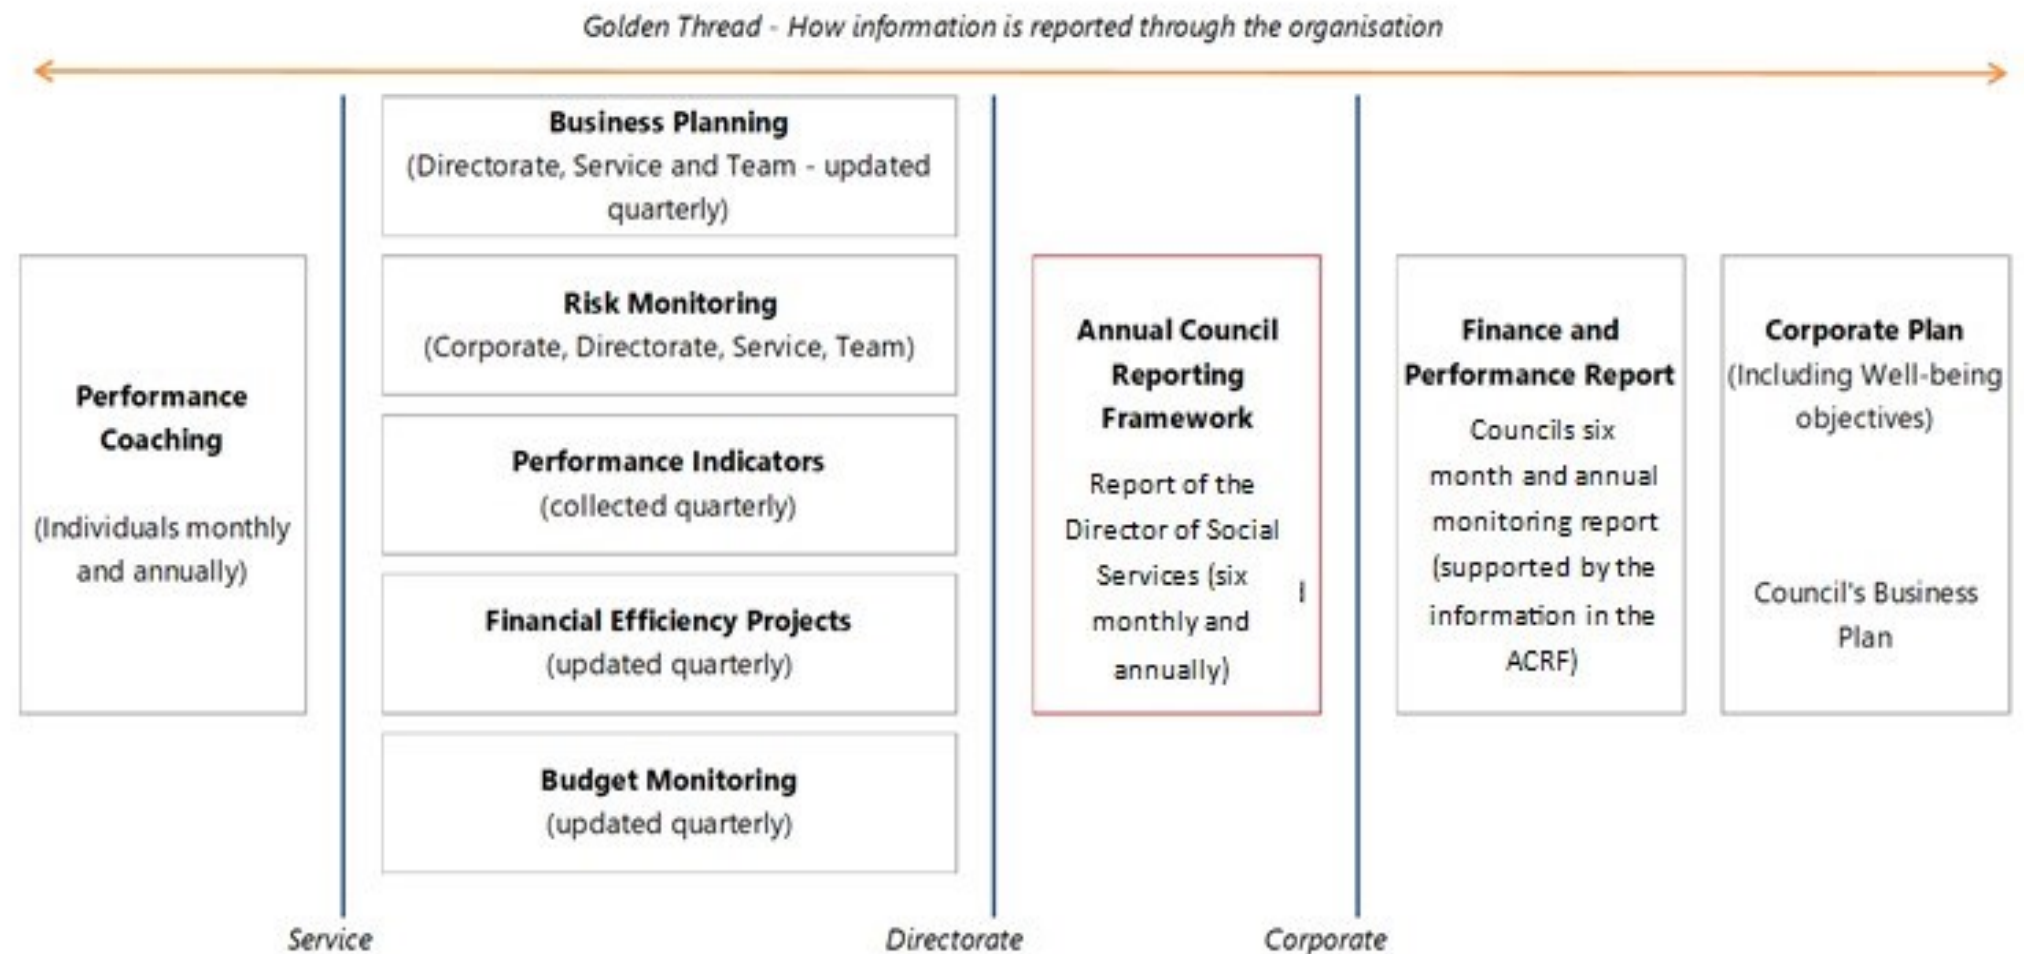 Golden Thread - How information is reported through the organisation
Performance
Coaching
(Individuals monthly
and annually)
Business Planning
(Directorate, Service and Team - updated
quarterly)
Risk Monitoring
(Corporate, Directorate, Service, Team)
Performance Indicators
(collected quarterly)
Financial Efficiency Projects
(updated quarterly)
Budget Monitoring
(updated quarterly)
Annual Council
Reporting
Framework
Report of the
Director of Social
Services (six
monthly and
annually)
Finance and
Performance Report
Councils six
month and annual
monitoring report
(supported by the
information in the
ACRF)
Corporate Plan
(Including Well-being
objectives)
Council's Business
Plan
Service
Directorate
Corporate